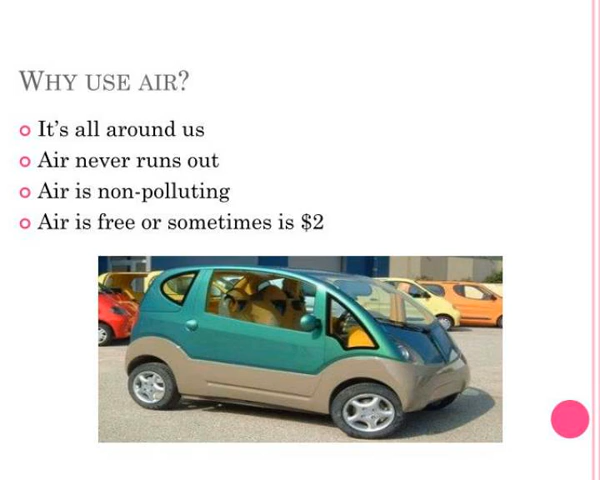 WHY USE AIR?
It's all around us
Air never runs out
Air is non-polluting
Air is free or sometimes is $2